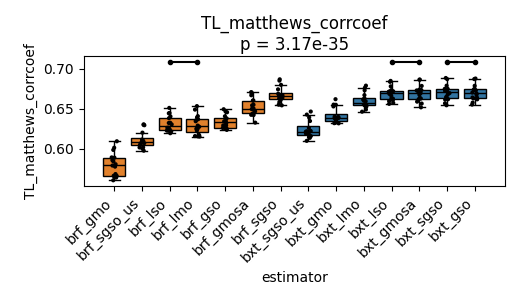 TL_matthews_corrcoef
p = 3.17e-35
TL_matthews_corrcoef
0.70
0.65
0.60
brf_gmo
brf_sgso_us
brf_lso
brf_lmo
brf_gso
brf_gmosa
brf_sgso
bxt_sgso_us
bxt_gmo
bxt_lmo
bxt_lso
bxt_gmosa
bxt_sgso
bxt_gso
estimator